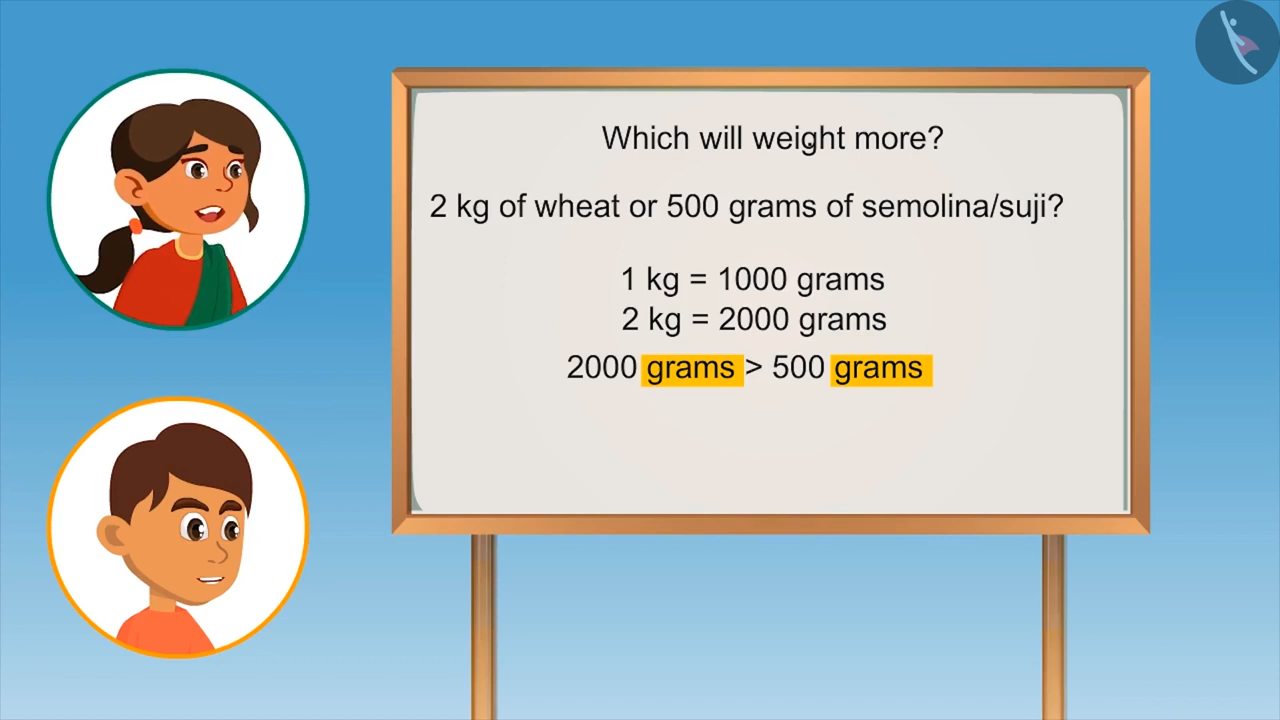 Which will weight more?
2 kg of wheat or 500 grams of semolina/suji?
1 kg = 1000 grams
2 kg = 2000 grams
2000 grams > 500 grams